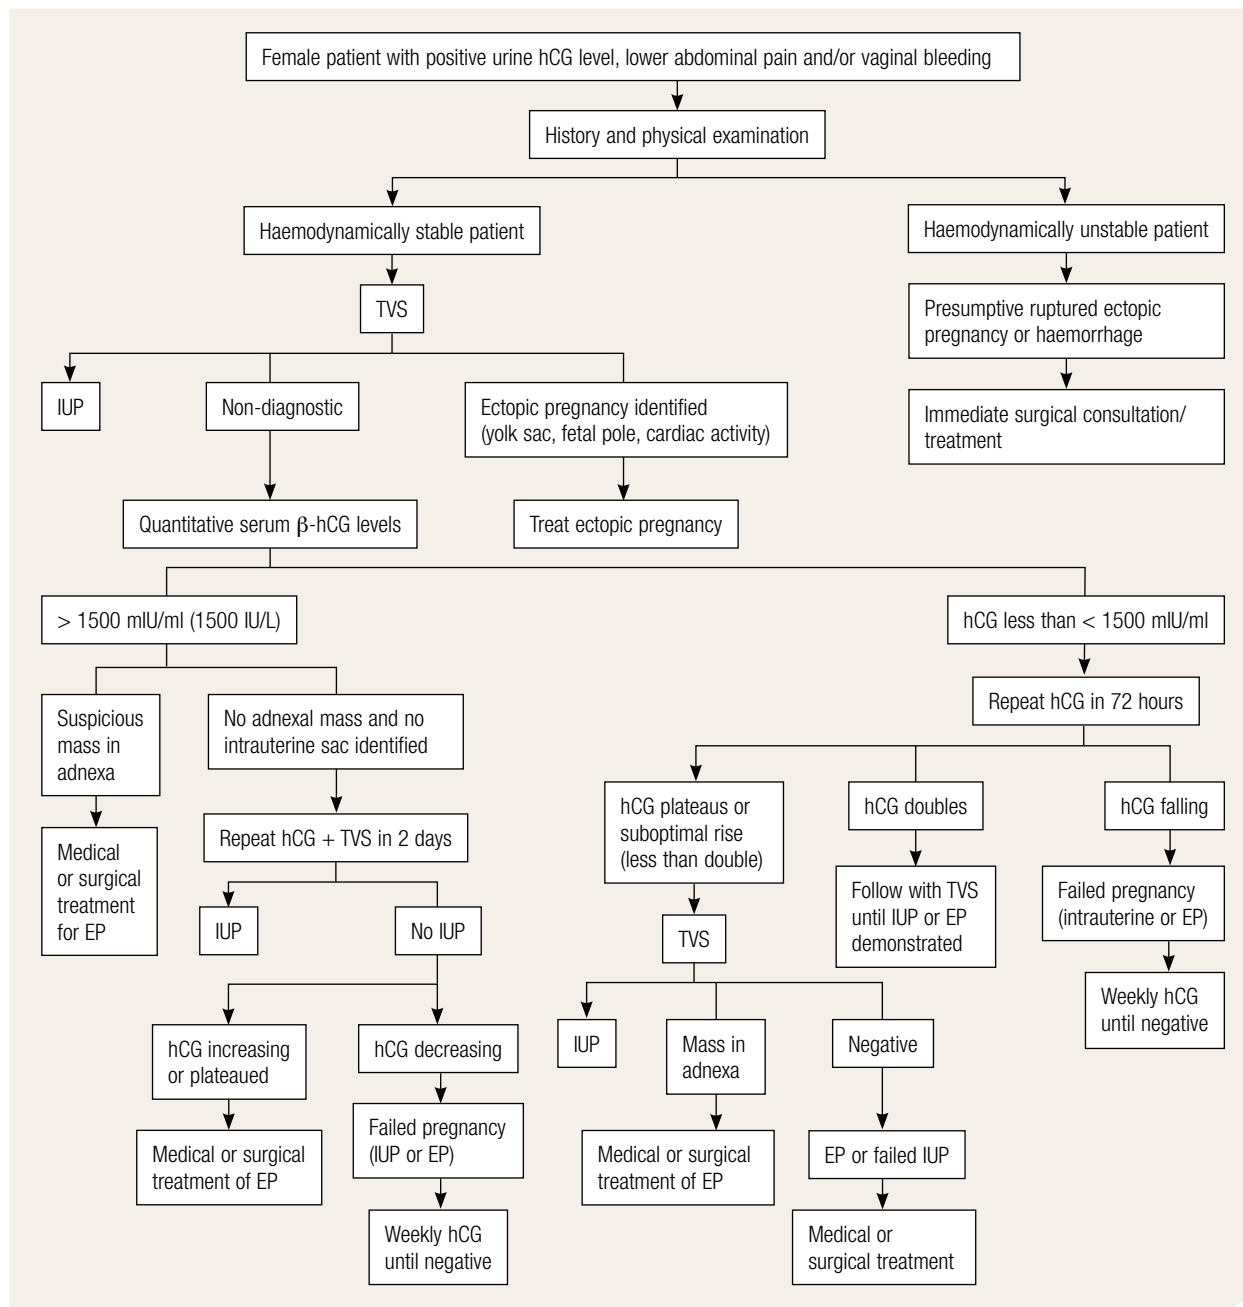 Female patient with positive urine hCG level, lower abdominal pain and/or vaginal bleeding
History and physical examination
Haemodynamically stable patient
Haemodynamically unstable patient
TVS
Presumptive ruptured ectopic
pregnancy or haemorrhage
IUP
Non-diagnostic
Ectopic pregnancy identified
(yolk sac, fetal pole, cardiac activity)
Immediate surgical consultation/
treatment
Quantitative serum β-hCG levels
Treat ectopic pregnancy
> 1500 mIU/ml (1500 IU/L)
hCG less than < 1500 mIU/ml
Suspicious
mass in
adnexa
No adnexal mass and no
intrauterine sac identified
Repeat hCG in 72 hours
Medical
or surgical
treatment
for EP
Repeat hCG + TVS in 2 days
hCG plateaus or
suboptimal rise
(less than double)
hCG doubles
hCG falling
IUP
No IUP
TVS
Follow with TVS
until IUP or EP
demonstrated
Failed pregnancy
(intrauterine or EP)
Weekly hCG
until negative
hCG increasing
or plateaued
hCG decreasing
IUP
Mass in
adnexa
Negative
Medical or surgical
treatment of EP
Failed pregnancy
(IUP or EP)
Medical or surgical
treatment of EP
EP or failed IUP
Weekly hCG
until negative
Medical or
surgical treatment